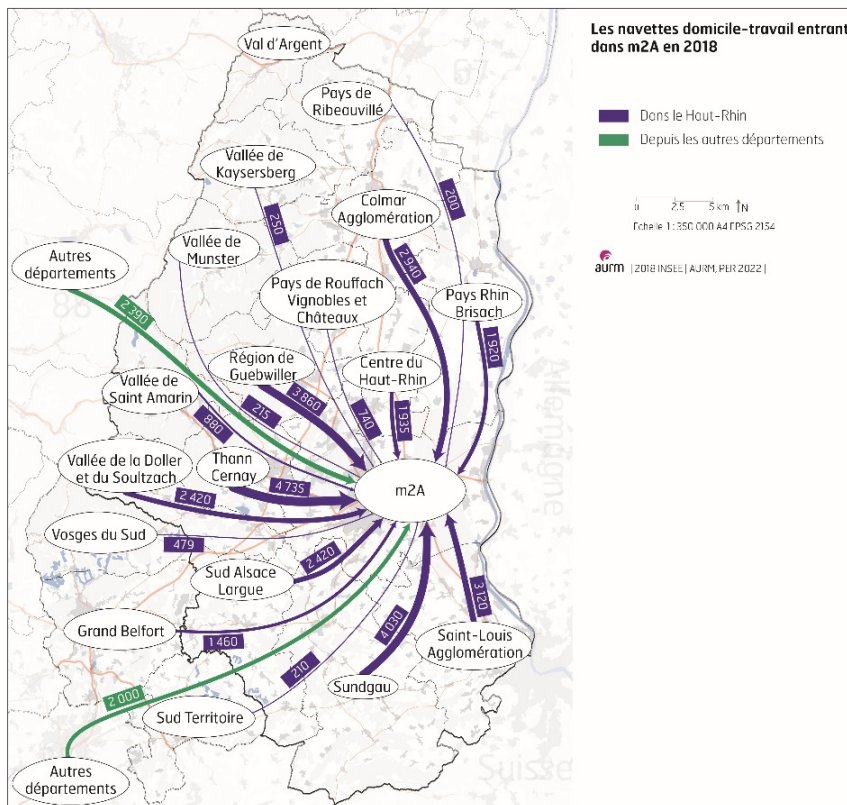 Les navettes domicile-travail entrant
dans m2A en 2018
Dans le Haut-Rhin
Depuis les autres départements
0 2.5 5 km N
Echelle 1 : 350 000 A4 EPSG 2154
aurm | 2018 INSEE | AURM, PER 2022 |
Val d'Argent
67
Pays de
Ribeauvillé
Vallée de
Kaysersberg
200
Colmar
Agglomération
250
Vallée de
Munster
2 940
Autres
départements
88
Pays de Rouffach
Vignobles et
Châteaux
Pays Rhin
Brisach
2 390
1 920
Région de
Guebwiller
Centre du
Haut-Rhin
Allemagne
Vallée de
Saint Amarin
3 860
740
1 935
880
215
Thann
Cernay
Vallée de la Doller
et du Soultzach
4 735
m2A
2 420
Vosges du Sud
479
Sud Alsace
Largue
2 420
3 120
Grand Belfort
1 460
4 030
Saint-Louis
Agglomération
210
Sundgau
2 000
Sud Territoire
Autres
départements
Suisse